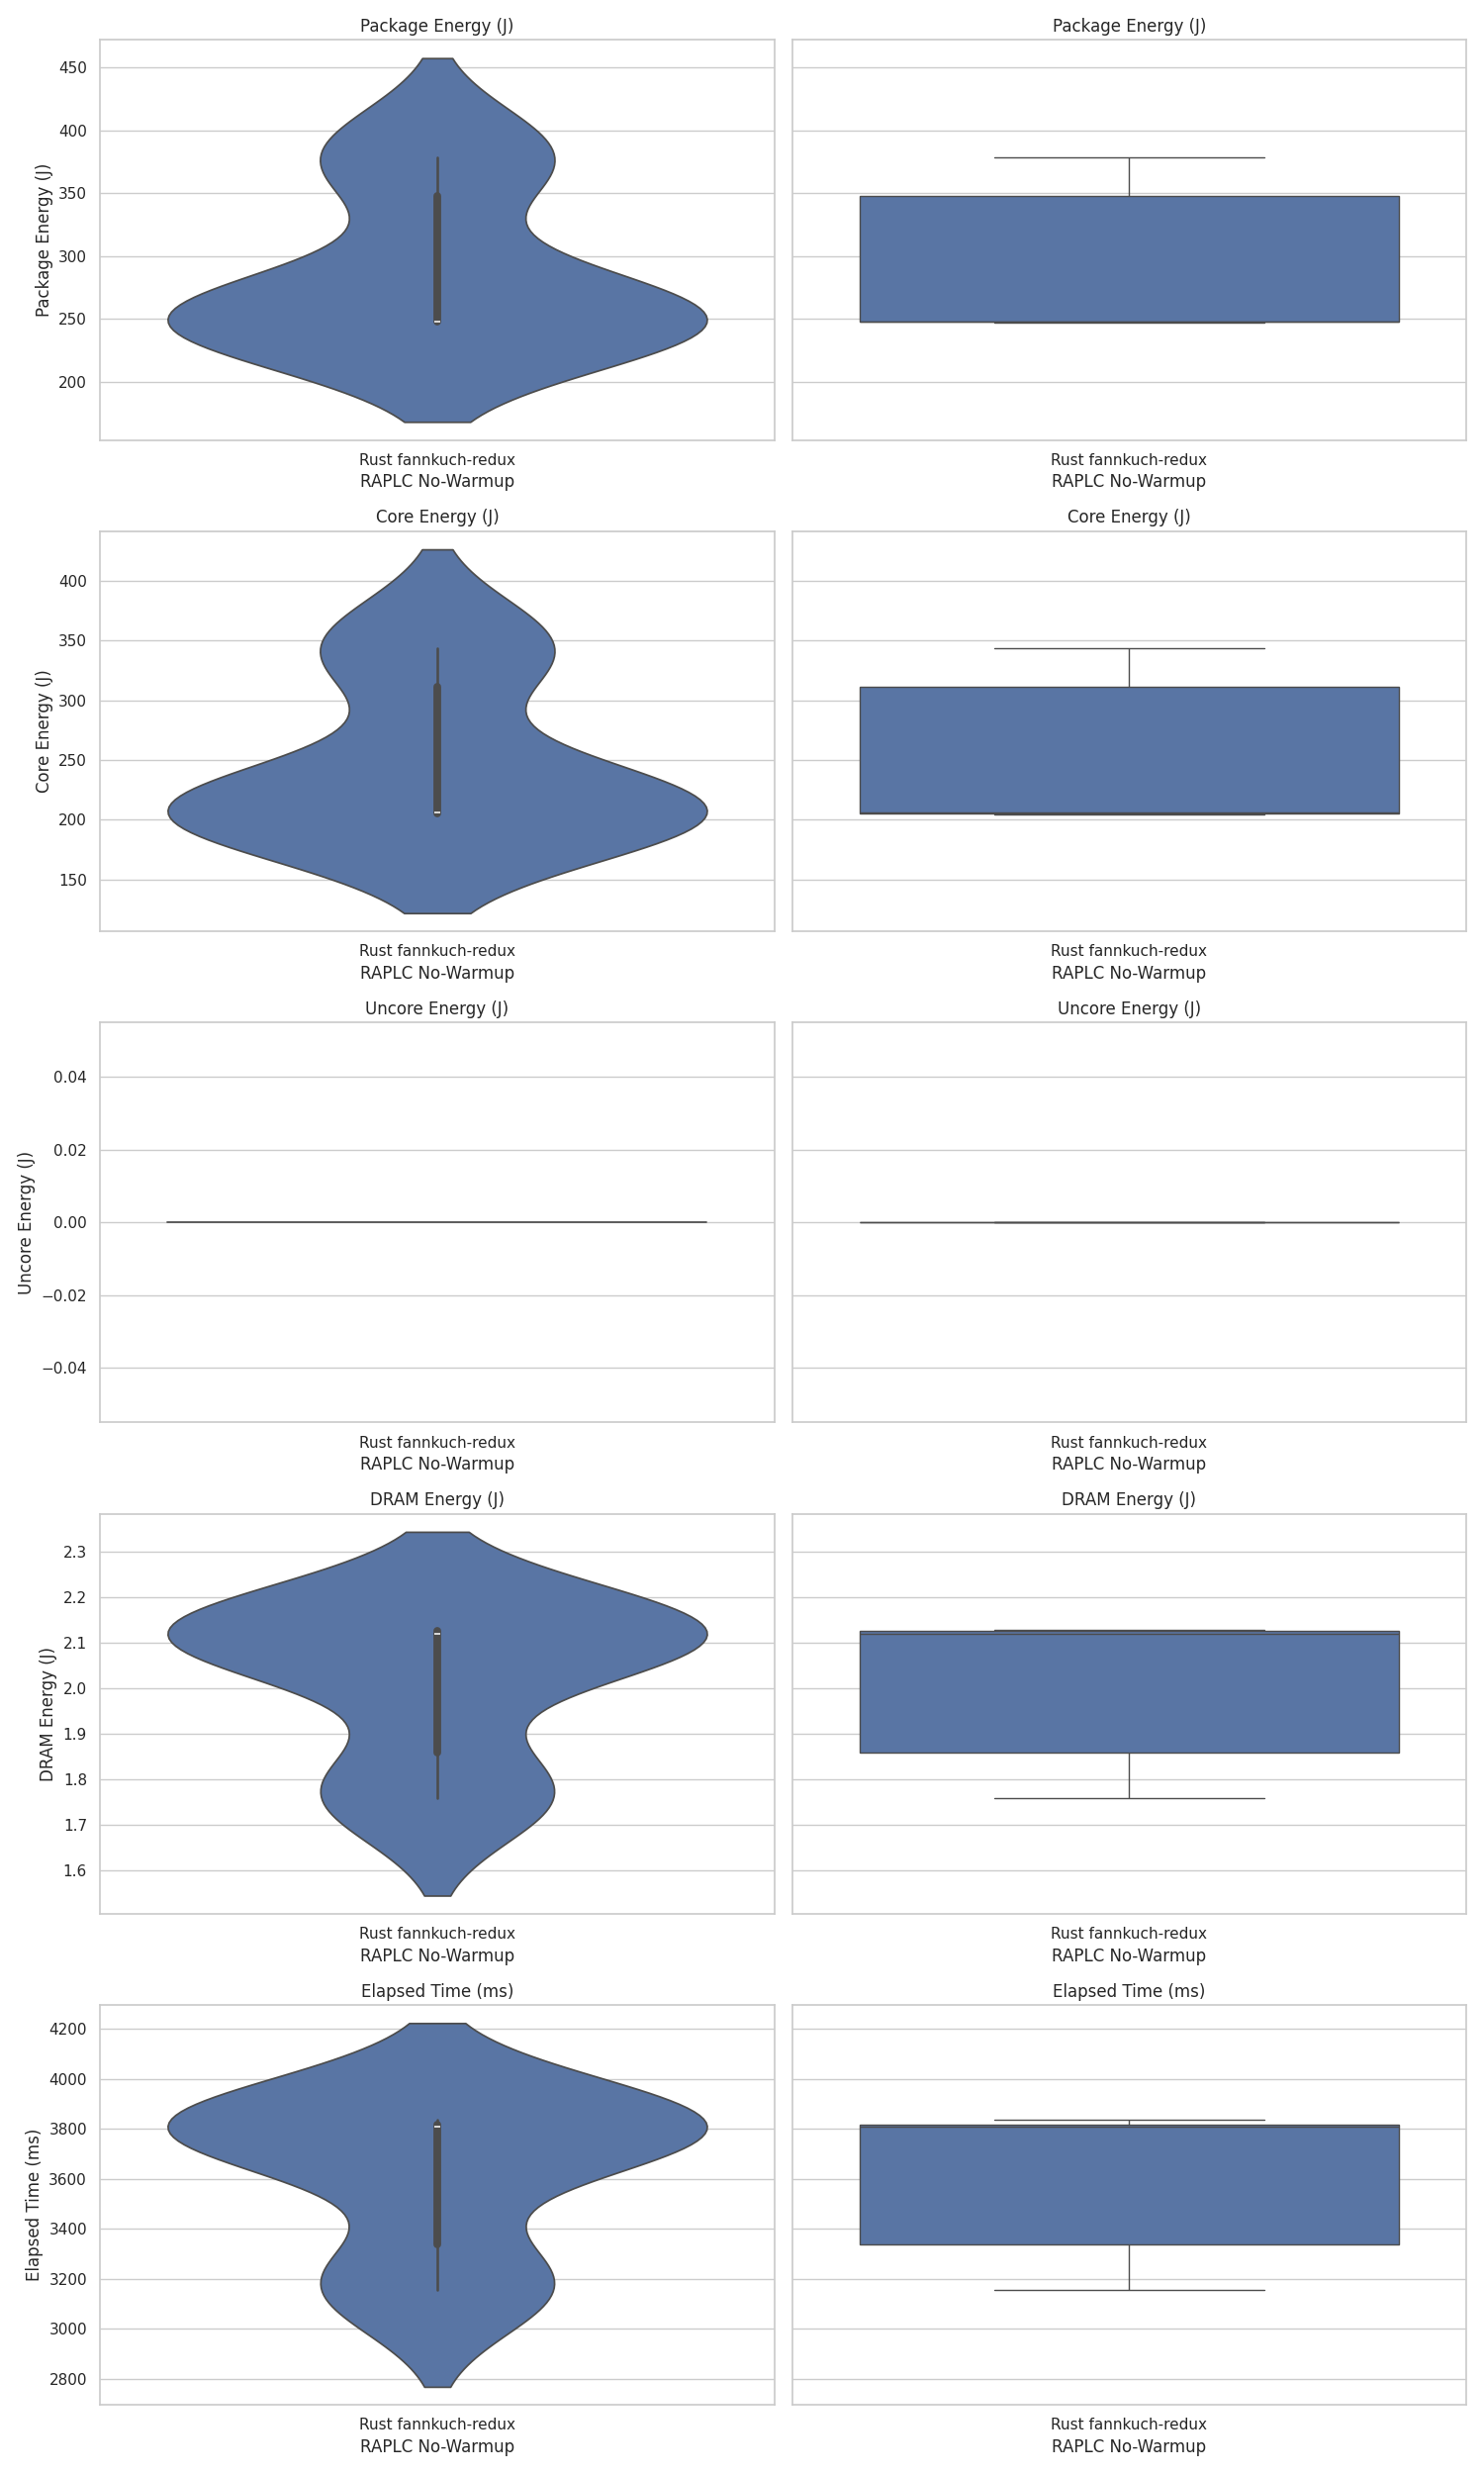 Package Energy (J)
Package Energy (J)
Package Energy (J)
450
400
350
300
250
200
Rust fannkuch-redux
RAPLC No-Warmup
Rust fannkuch-redux
RAPLC No-Warmup
Core Energy (J)
Core Energy (J)
Core Energy (J)
400
350
300
250
200
150
Rust fannkuch-redux
RAPLC No-Warmup
Rust fannkuch-redux
RAPLC No-Warmup
Uncore Energy (J)
Uncore Energy (J)
Uncore Energy (J)
0.04
0.02
0.00
−0.02
−0.04
Rust fannkuch-redux
RAPLC No-Warmup
Rust fannkuch-redux
RAPLC No-Warmup
DRAM Energy (J)
DRAM Energy (J)
DRAM Energy (J)
2.3
2.2
2.1
2.0
1.9
1.8
1.7
1.6
Rust fannkuch-redux
RAPLC No-Warmup
Rust fannkuch-redux
RAPLC No-Warmup
Elapsed Time (ms)
Elapsed Time (ms)
Elapsed Time (ms)
4200
4000
3800
3600
3400
3200
3000
2800
Rust fannkuch-redux
RAPLC No-Warmup
Rust fannkuch-redux
RAPLC No-Warmup